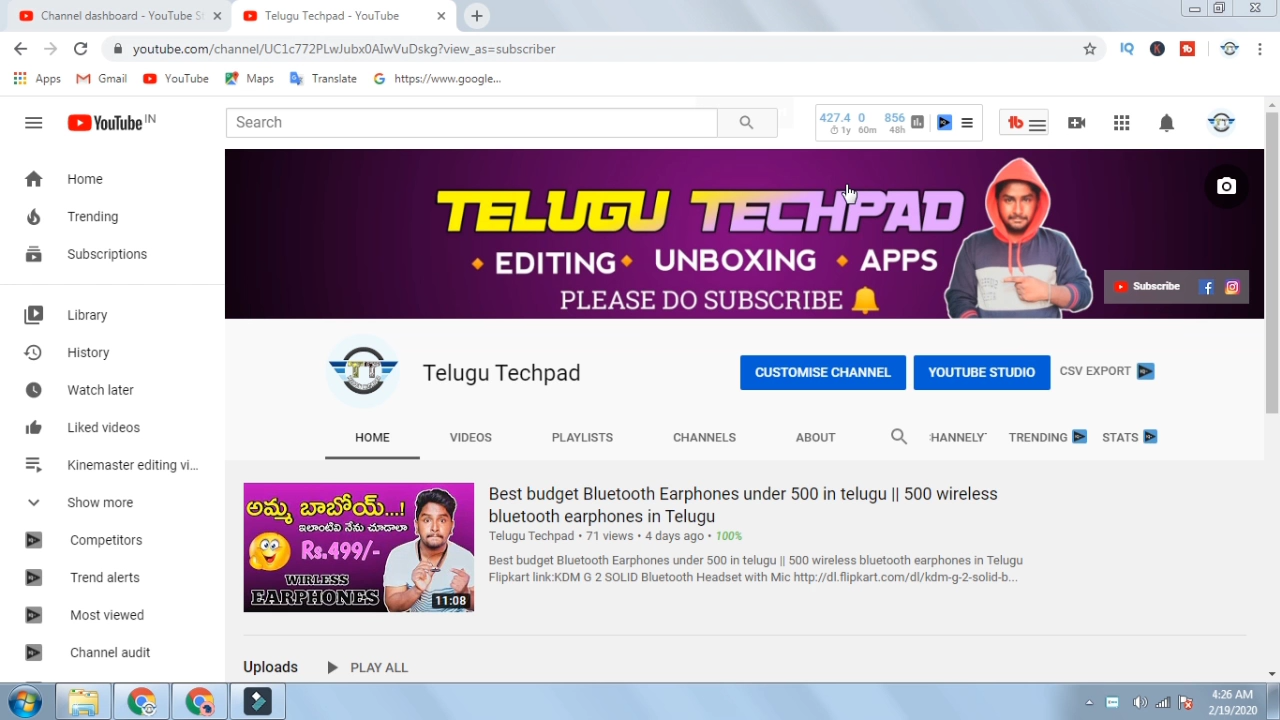 Channel dashboard - YouTube St
Telugu Techpad - YouTube
youtube.com/channel/UC1c772PLwJubx0AIwVuDskg?view_as=subscriber
Apps
Gmail
YouTube
Maps
Translate
https://www.google...
YouTube IN
Search
427.4 0 856
1y 60m 48h
Home
Trending
Subscriptions
Library
History
Watch later
Liked videos
Kinemaster editing vi...
Show more
Competitors
Trend alerts
Most viewed
Channel audit
TELUGU TECHPAD
EDITING UNBOXING APPS
PLEASE DO SUBSCRIBE
Subscribe
TT
Telugu Techpad
CUSTOMISE CHANNEL
YOUTUBE STUDIO
CSV EXPORT
HOME
VIDEOS
PLAYLISTS
CHANNELS
ABOUT
HANNELY
TRENDING
STATS
అమ్మ బాబోయ్...!
ఇలాంటివి నేను చూడాలా
Rs.499/-
WIRLESS
EARPHONES
11:08
Best budget Bluetooth Earphones under 500 in telugu || 500 wireless
bluetooth earphones in Telugu
Telugu Techpad • 71 views • 4 days ago • 100%
Best budget Bluetooth Earphones under 500 in telugu || 500 wireless bluetooth earphones in Telugu
Flipkart link:KDM G 2 SOLID Bluetooth Headset with Mic http://dl.flipkart.com/dl/kdm-g-2-solid-b...
Uploads
PLAY ALL
4:26 AM
2/19/2020